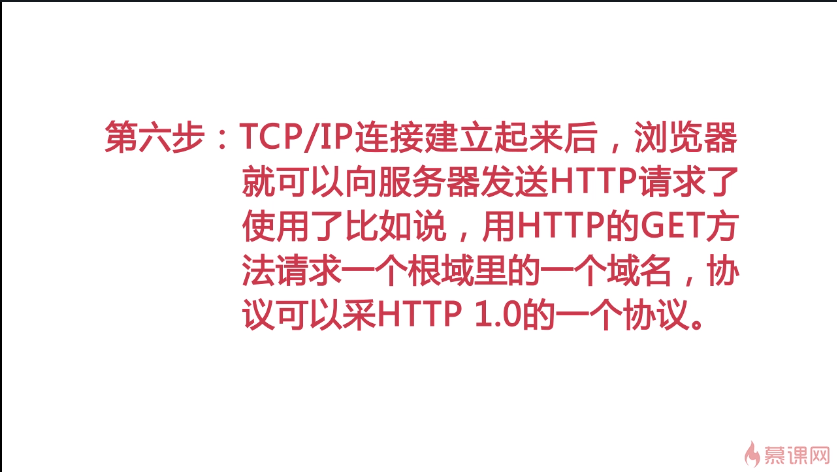 第六步：TCP/IP连接建立起来后，浏览器
就可以向服务器发送HTTP请求了
使用了比如说，用HTTP的GET方
法请求一个根域里的一个域名，协
议可以采HTTP 1.0的一个协议。
慕课网